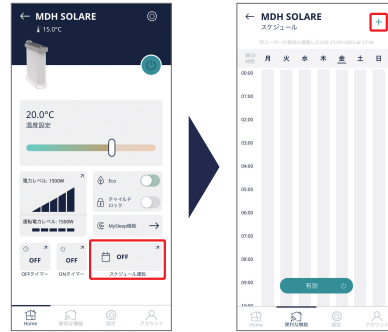 ← MDH SOLARE
15.0°C
20.0°C
温度設定
電力レベル: 1500W
運転電力レベル: 1500W
Eco
チャイルド
ロック
MySleep機能 →
OFF
OFFタイマー
OFF
ONタイマー
OFF
スケジュール運転
Home
便利な機能
設定
アカウント
← MDH SOLARE
スケジュール
+
曜日/
時間
月 火 水 木 金 土 日
00:00
01:00
02:00
03:00
04:00
05:00
06:00
07:00
08:00
09:00
有効
10:00
Home
便利な機能
設定
アカウント